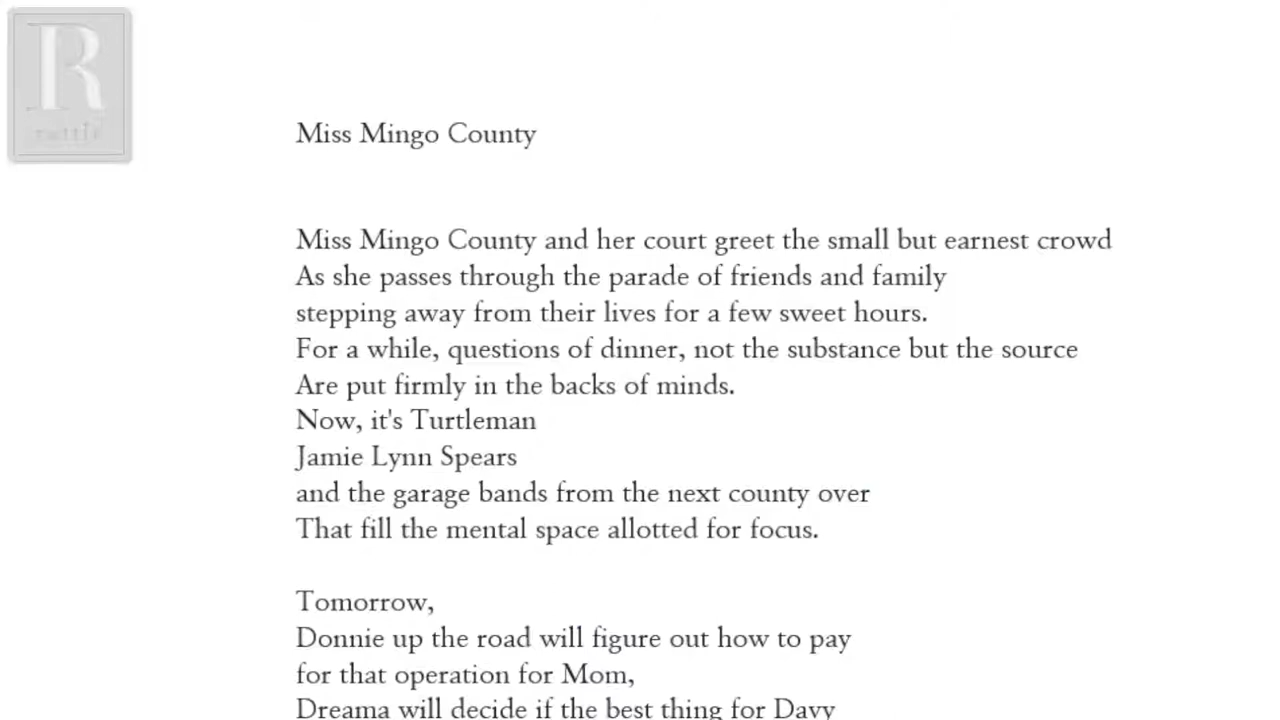 R
rattle
Miss Mingo County
Miss Mingo County and her court greet the small but earnest crowd
As she passes through the parade of friends and family
stepping away from their lives for a few sweet hours.
For a while, questions of dinner, not the substance but the source
Are put firmly in the backs of minds.
Now, it's Turtleman
Jamie Lynn Spears
and the garage bands from the next county over
That fill the mental space allotted for focus.
Tomorrow,
Donnie up the road will figure out how to pay
for that operation for Mom,
Dreama will decide if the best thing for Davy